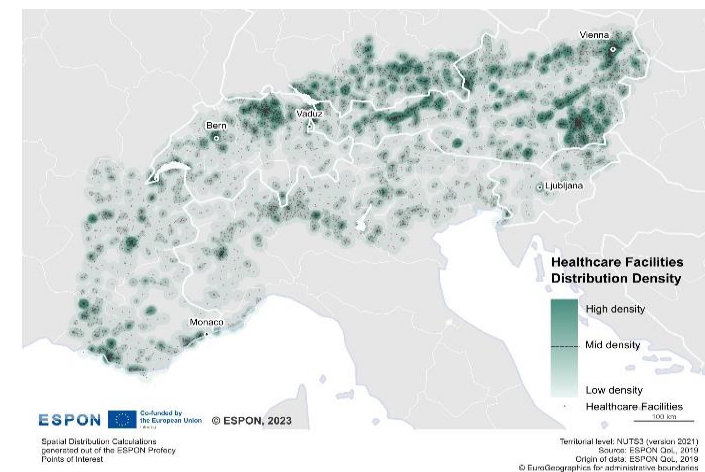 Vienna
Vaduz
Bern
Ljubljana
Monaco
Healthcare Facilities
Distribution Density
High density
Mid density
Low density
Healthcare Facilities
100 km
ESPON
Co-funded by
the European Union
Interreg
© ESPON, 2023
Spatial Distribution Calculations
generated out of the ESPON Profecy
Points of Interest
Territorial level: NUTS3 (version 2021)
Source: ESPON QoL, 2019
Origin of data: ESPON QoL, 2019
© EuroGeographics for administrative boundaries